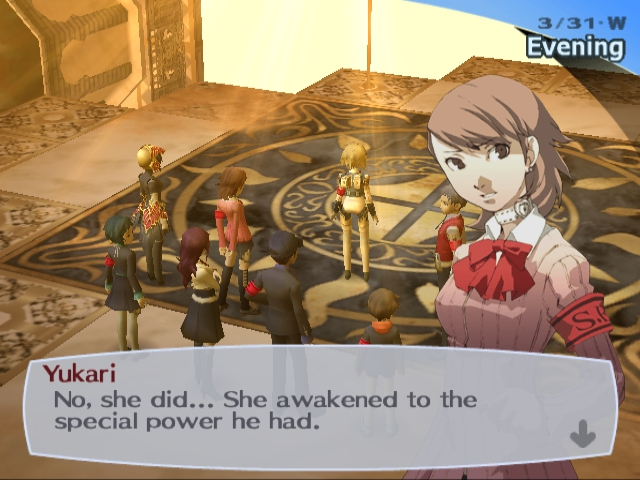 3/31·W
Evening
Yukari
No, she did... She awakened to the
special power he had.
S.